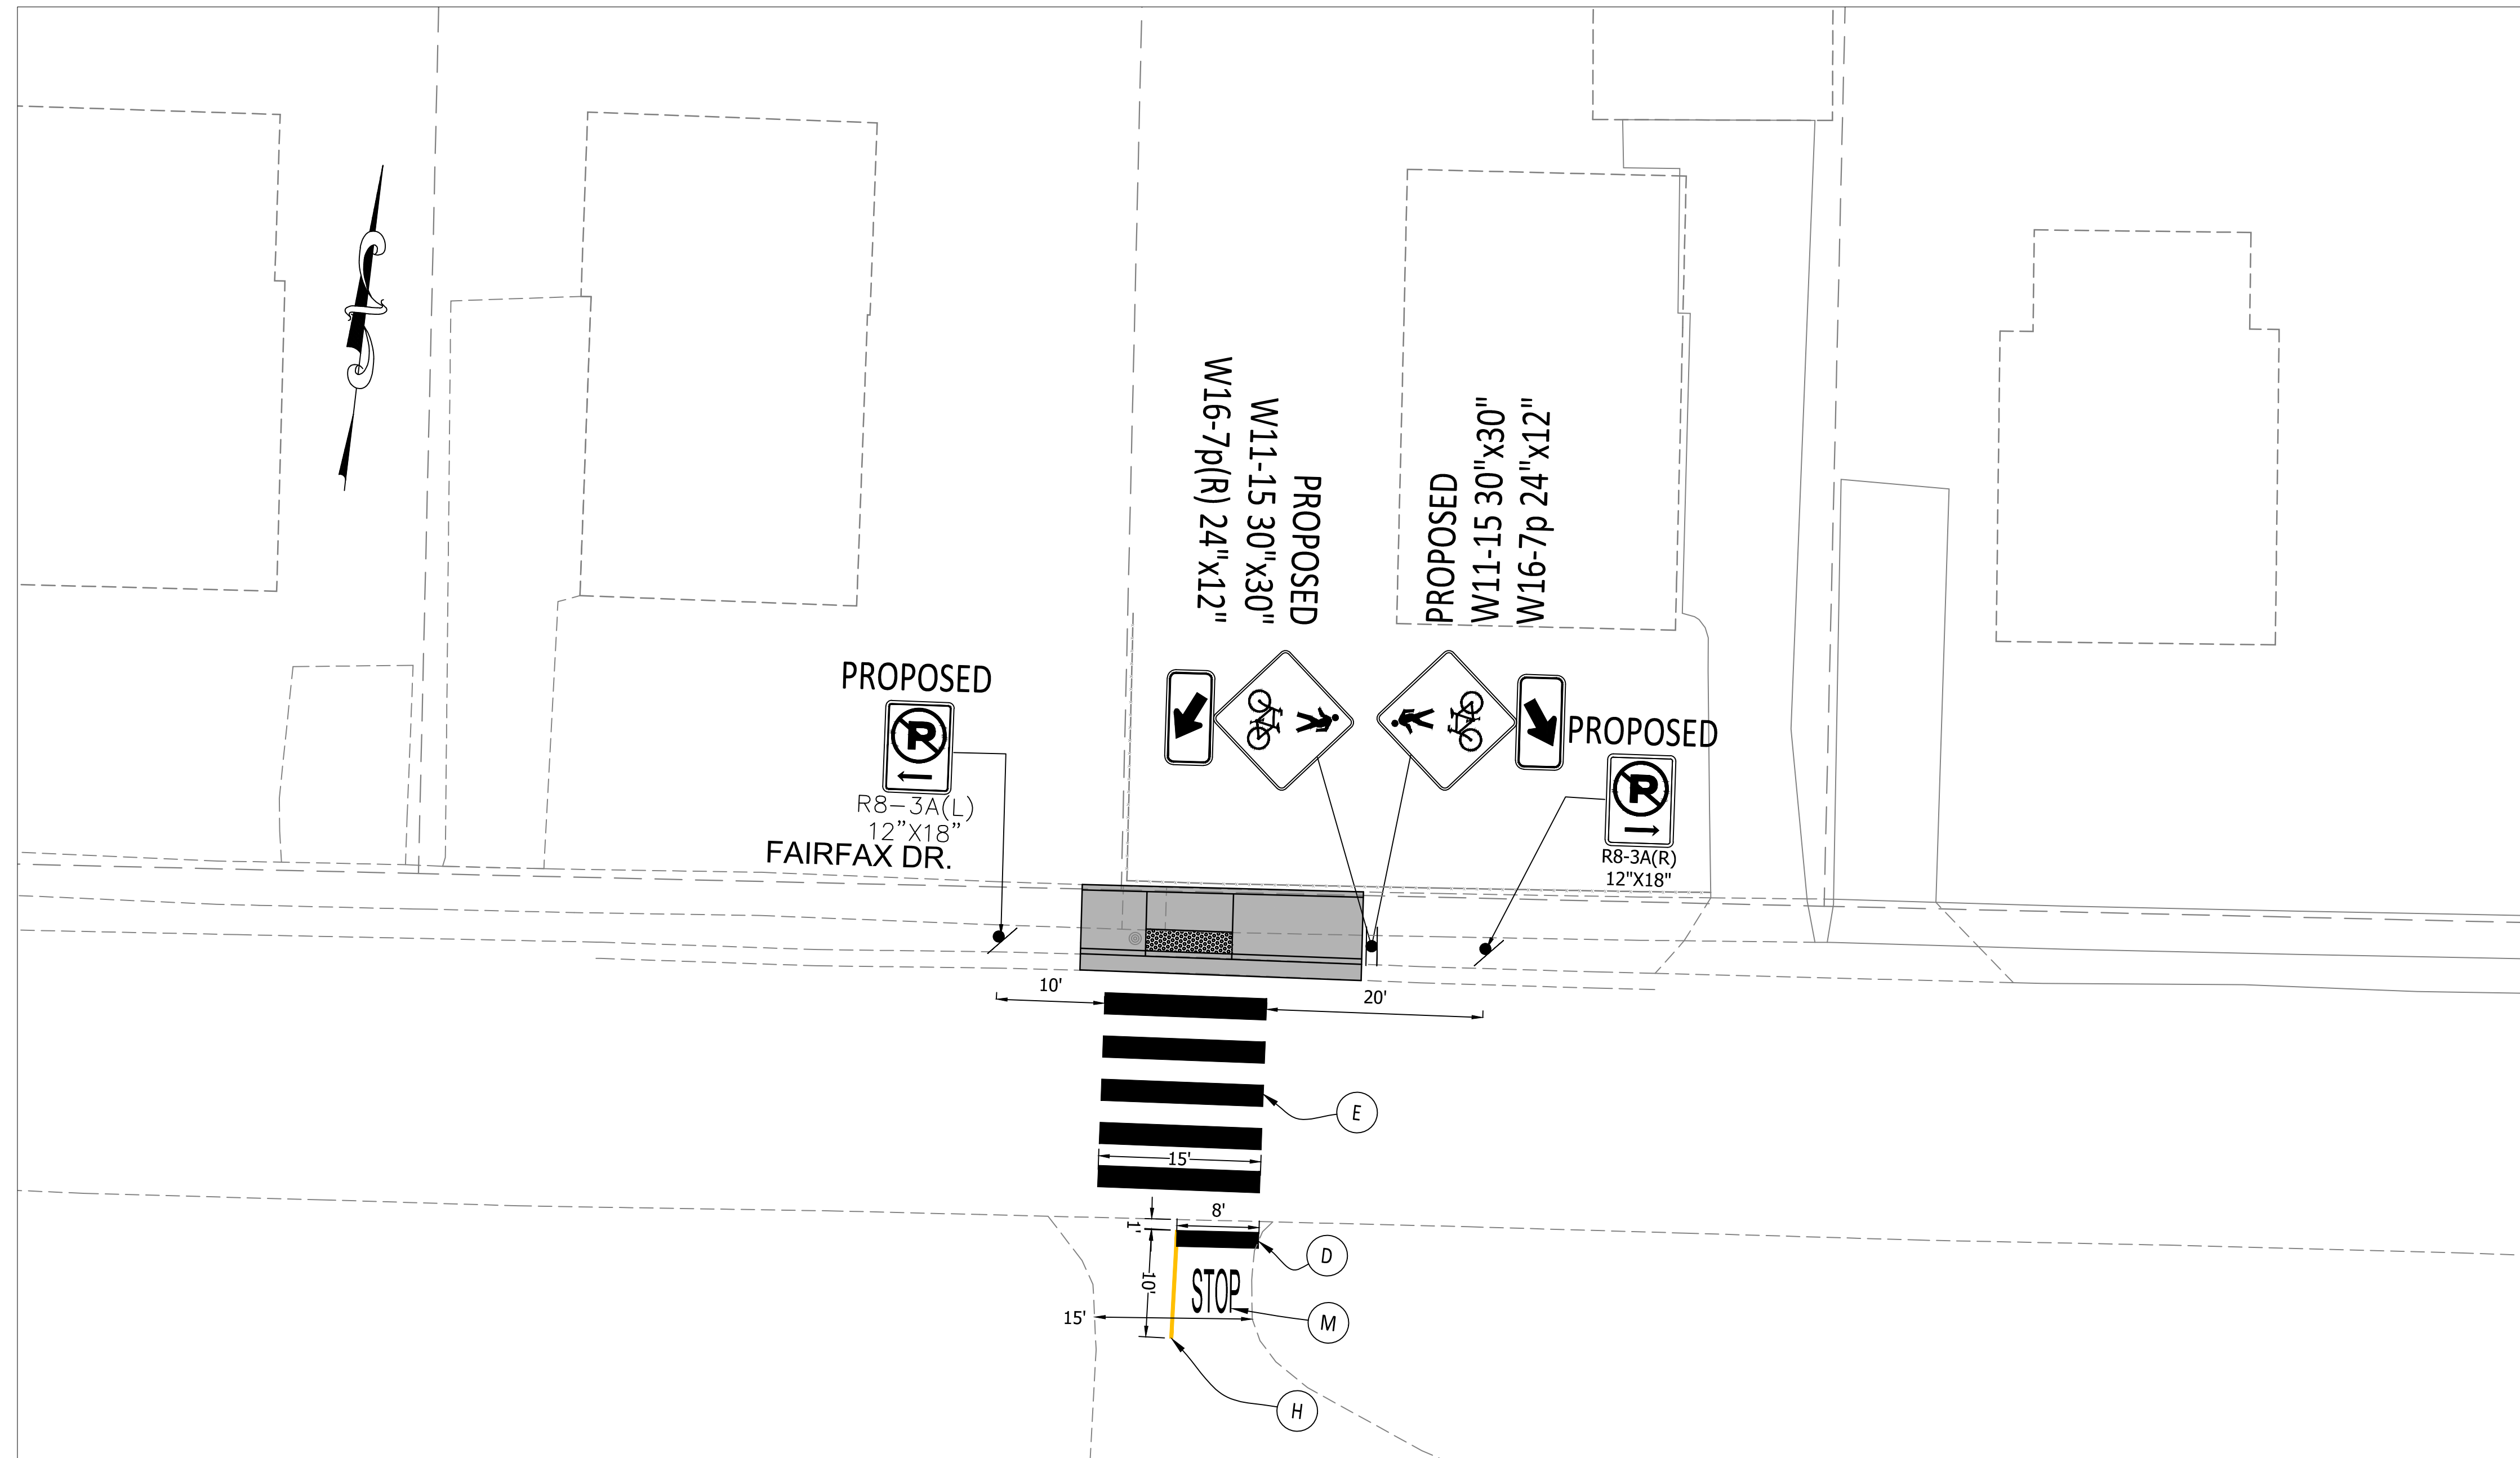 W16-7p(R) 24"x12"
W11-15 30"x30"
PROPOSED
PROPOSED
W11-15 30"x30"
W16-7p 24"x12"
PROPOSED
P
R8-3A(L)
12"X18"
FAIRFAX DR.
PROPOSED
P
R8-3A(R)
12"X18"
10'
20'
E
15'
8'
1'
D
10'
STOP
M
15'
H